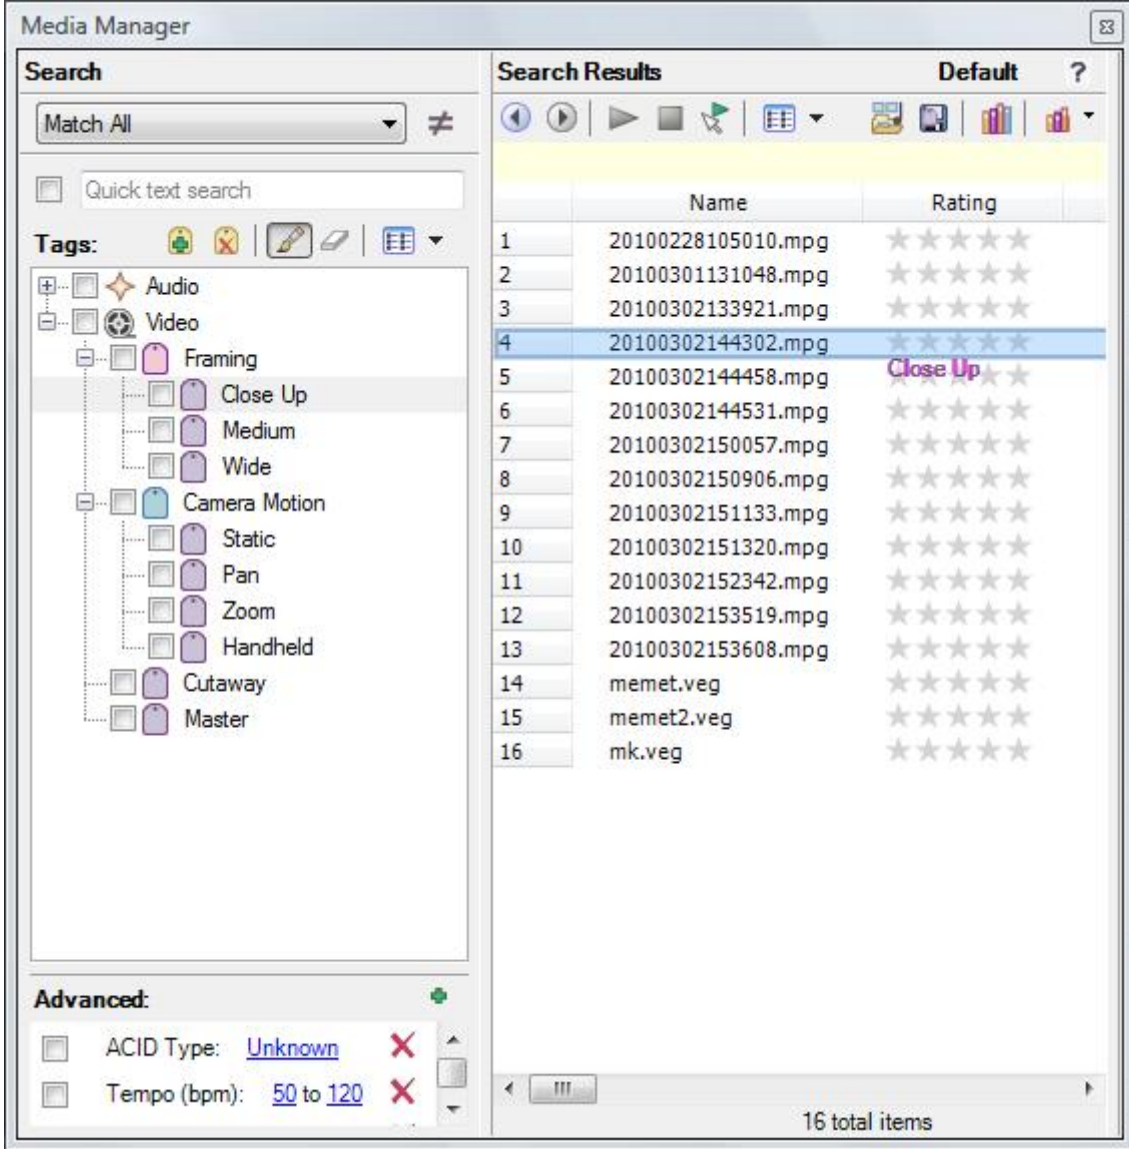 Media Manager
Search
Match All
Quick text search
Tags:
Audio
Video
Framing
Close Up
Medium
Wide
Camera Motion
Static
Pan
Zoom
Handheld
Cutaway
Master
Advanced:
ACID Type: Unknown
Tempo (bpm): 50 to 120
Search Results Default ?
Name Rating
1 20100228105010.mpg
2 20100301131048.mpg
3 20100302133921.mpg
4 20100302144302.mpg
Close Up
5 20100302144458.mpg
6 20100302144531.mpg
7 20100302150057.mpg
8 20100302150906.mpg
9 20100302151133.mpg
10 20100302151320.mpg
11 20100302152342.mpg
12 20100302153519.mpg
13 20100302153608.mpg
14 memet.veg
15 memet2.veg
16 mk.veg
16 total items